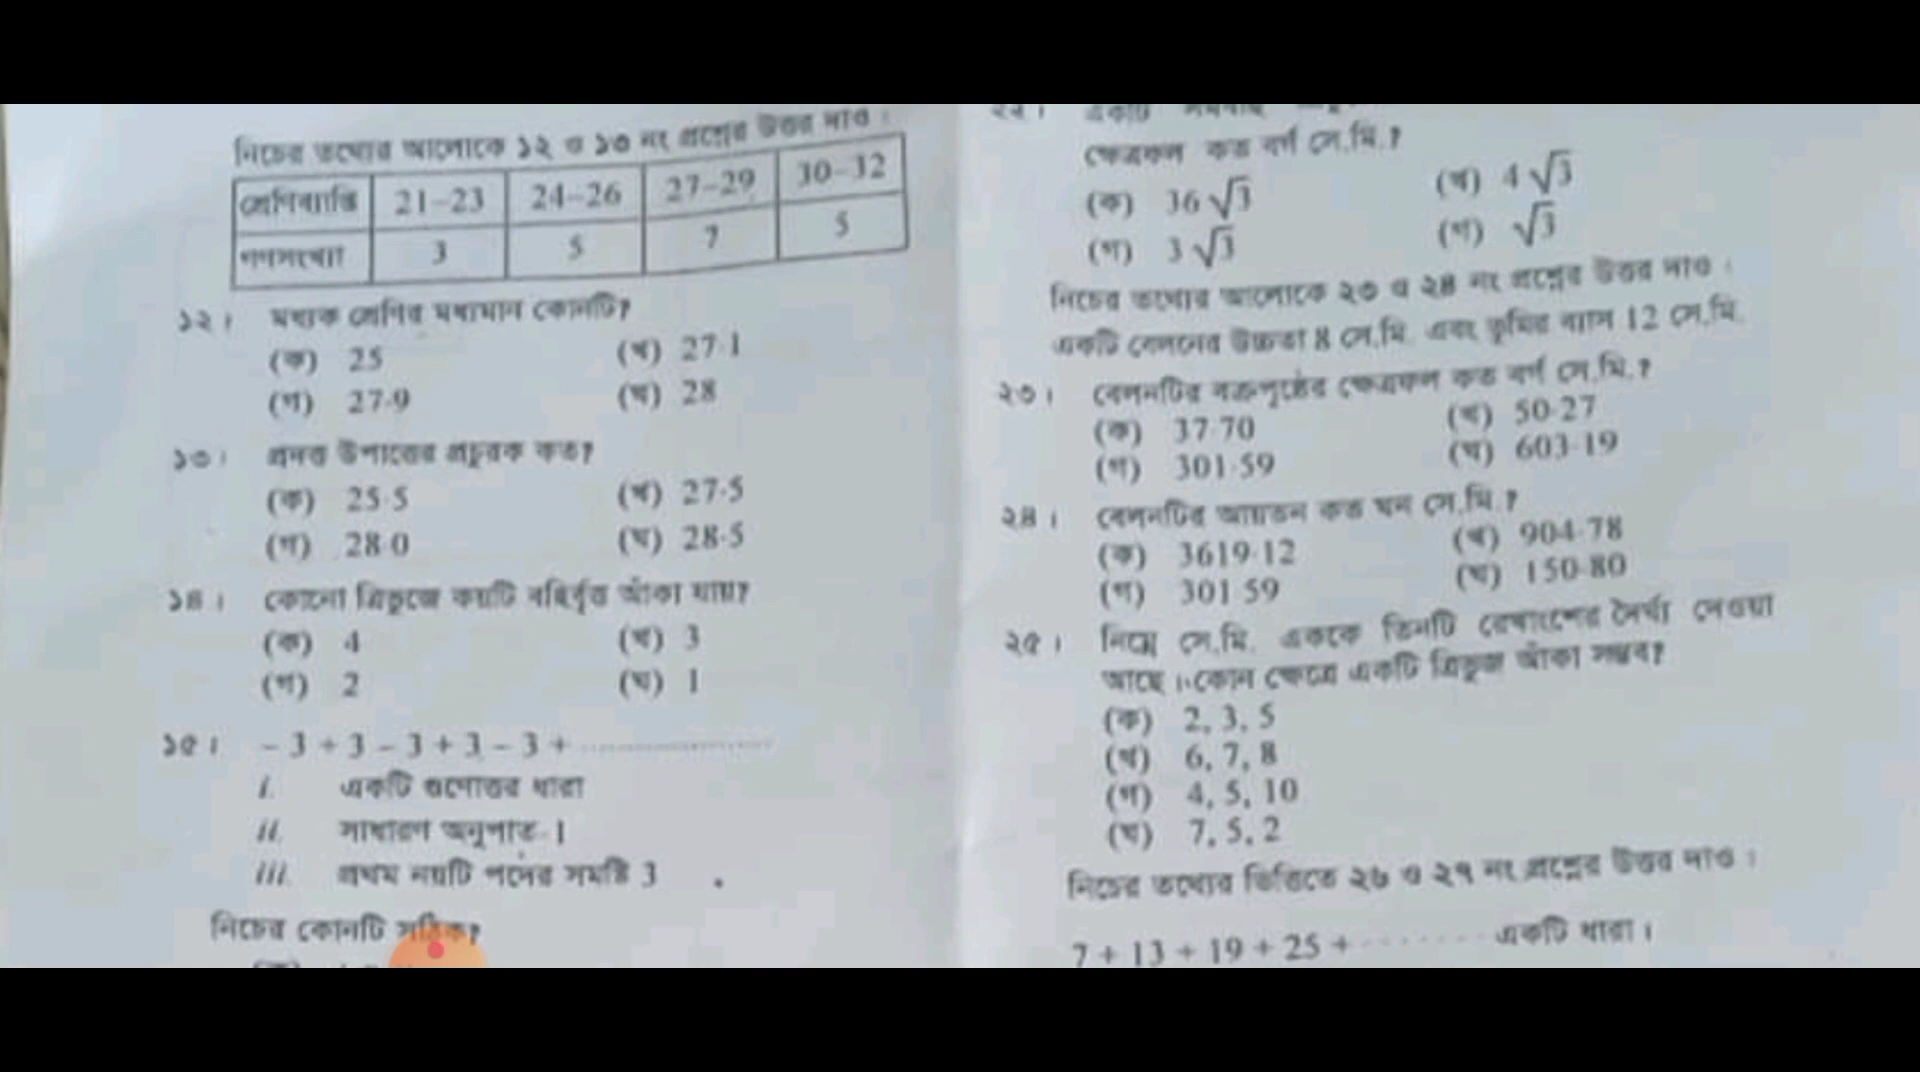 নিচের তথ্যের আলোকে ১২ ও ১৩ নং প্রশ্নের উত্তর দাও :
শ্রেণিব্যাপ্তি 21–23 24–26 27–29 30–32
গণসংখ্যা 3 5 7 5
১২। মধ্যক শ্রেণির মধ্যমান কোনটি?
(ক) 25 (খ) 27·1
(গ) 27·9 (ঘ) 28
১৩। প্রদত্ত উপাত্তের প্রচুরক কত?
(ক) 25·5 (খ) 27·5
(গ) 28·0 (ঘ) 28·5
১৪। কোনো ত্রিভুজে কয়টি বহির্বৃত্ত আঁকা যায়?
(ক) 4 (খ) 3
(গ) 2 (ঘ) 1
১৫। – 3 + 3 – 3 + 3 – 3 + ..................
i. একটি গুণোত্তর ধারা
ii. সাধারণ অনুপাত- 1
iii. প্রথম নয়টি পদের সমষ্টি 3
নিচের কোনটি সঠিক?
২২। একটি
ক্ষেত্রফল কত বর্গ সে.মি.?
(ক) 36√3 (খ) 4√3
(গ) 3√3 (ঘ) √3
নিচের তথ্যের আলোকে ২৩ ও ২৪ নং প্রশ্নের উত্তর দাও :
একটি বেলনের উচ্চতা 8 সে.মি. এবং ভূমির ব্যাস 12 সে.মি.
২৩। বেলনটির বক্রপৃষ্ঠের ক্ষেত্রফল কত বর্গ সে.মি.?
(ক) 37·70 (খ) 50·27
(গ) 301·59 (ঘ) 603·19
২৪। বেলনটির আয়তন কত ঘন সে.মি.?
(ক) 3619·12 (খ) 904·78
(গ) 301·59 (ঘ) 150·80
২৫। নিম্নে সে.মি. এককে তিনটি রেখাংশের দৈর্ঘ্য দেওয়া
আছে। কোন ক্ষেত্রে একটি ত্রিভুজ আঁকা সম্ভব?
(ক) 2, 3, 5
(খ) 6, 7, 8
(গ) 4, 5, 10
(ঘ) 7, 5, 2
নিচের তথ্যের ভিত্তিতে ২৬ ও ২৭ নং প্রশ্নের উত্তর দাও :
7 + 13 + 19 + 25 + ········ একটি ধারা।